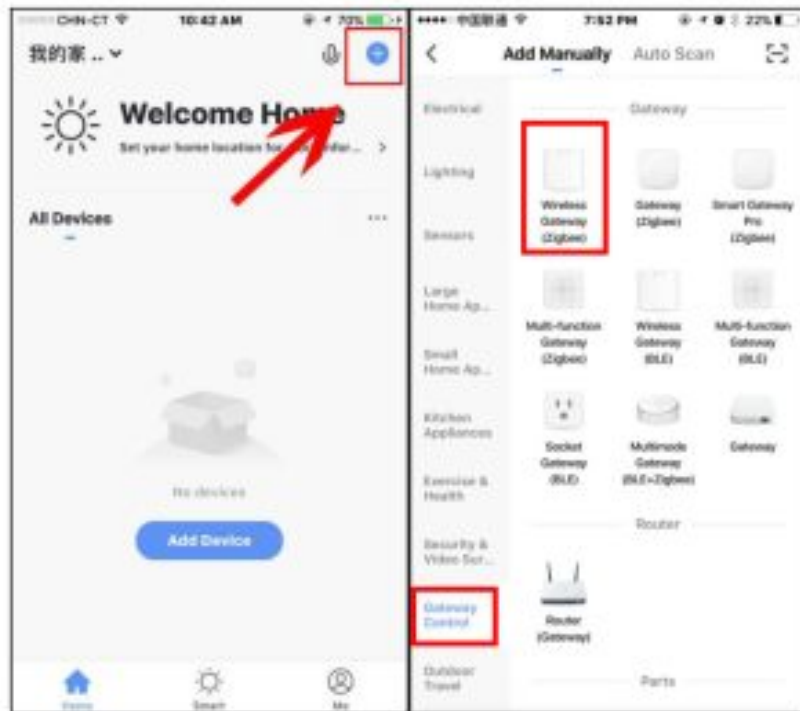 CHN-CT 10:42 AM 70%
我的家 ..
Welcome Home
Set your home location for
All Devices
No devices
Add Device
Home
Smart
Me
中国联通 7:52 PM 22%
Add Manually Auto Scan
Electrical
Lighting
Sensors
Large
Home Ap...
Small
Home Ap...
Kitchen
Appliances
Exercise &
Health
Security &
Video Sur...
Gateway
Control
Outdoor
Travel
Gateway
Wireless
Gateway
(Zigbee)
Gateway
(Zigbee)
Smart Gateway
Pro
(Zigbee)
Multi-function
Gateway
(Zigbee)
Wireless
Gateway
(BLE)
Multi-function
Gateway
(BLE)
Socket
Gateway
(BLE)
Multimode
Gateway
(BLE+Zigbee)
Gateway
Router
Router
(Gateway)
Parts